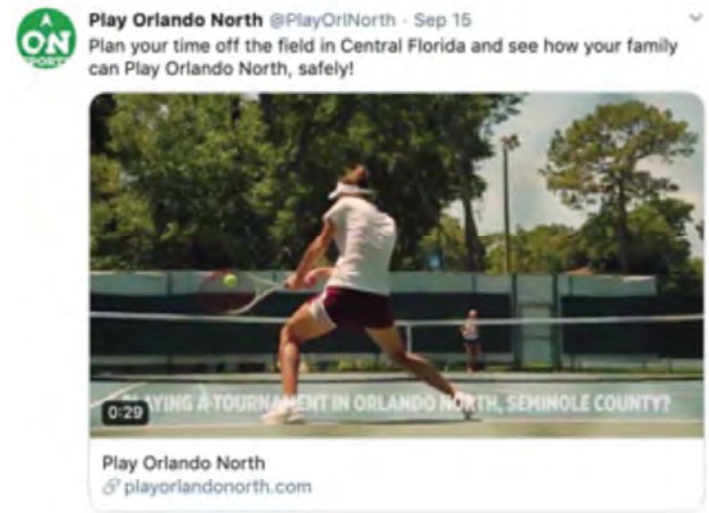 Play Orlando North @PlayOrlNorth · Sep 15
ON
SPORTS
Plan your time off the field in Central Florida and see how your family
can Play Orlando North, safely!
PLAYING A TOURNAMENT IN ORLANDO NORTH, SEMINOLE COUNTY?
0:29
Play Orlando North
playorlandonorth.com